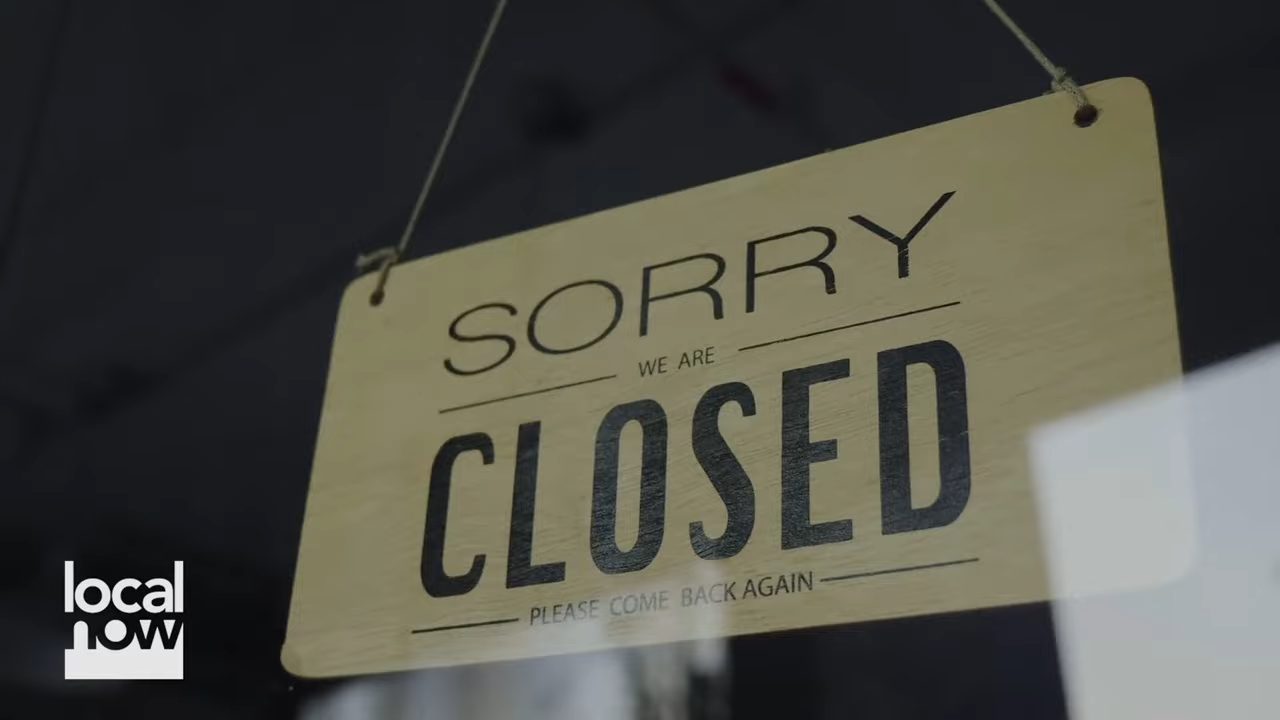 SORRY
WE ARE
CLOSED
PLEASE COME BACK AGAIN
local
now